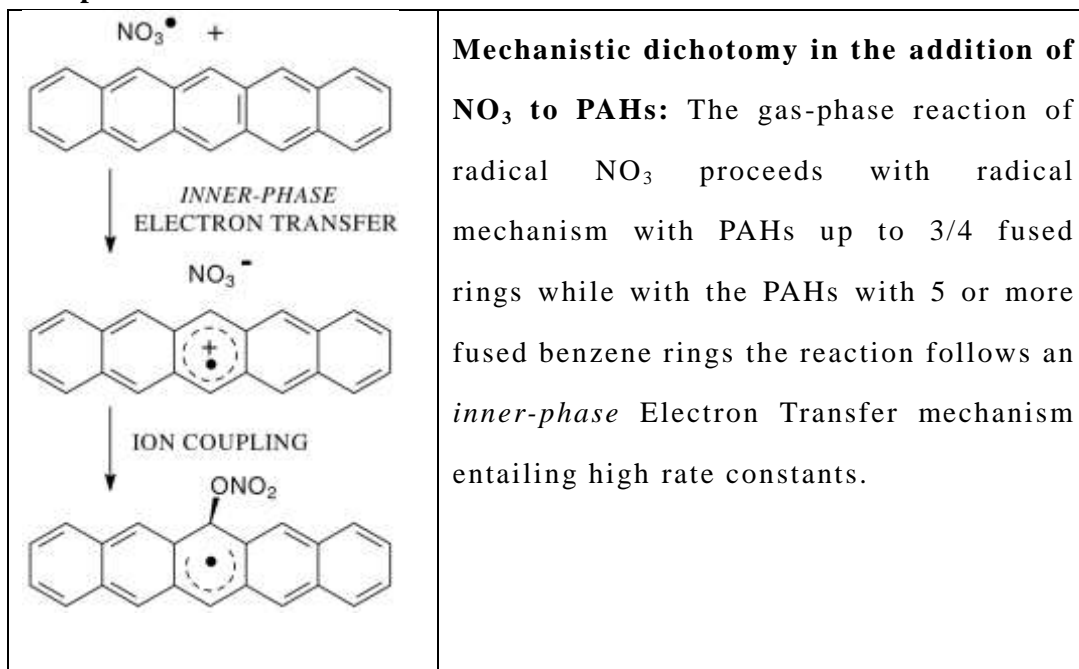 NO3• +
INNER-PHASE
ELECTRON TRANSFER
NO3-
+
•
ION COUPLING
ONO2
•
Mechanistic dichotomy in the addition of
NO3 to PAHs: The gas-phase reaction of
radical NO3 proceeds with radical
mechanism with PAHs up to 3/4 fused
rings while with the PAHs with 5 or more
fused benzene rings the reaction follows an
inner-phase Electron Transfer mechanism
entailing high rate constants.